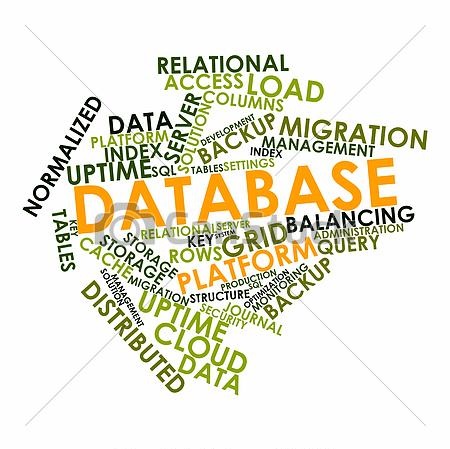 RELATIONAL
ACCESS LOAD
COLUMNS
NORMALIZED
DATA
SERVER
SOLUTION
DEVELOPMENT
PLATFORM
BACKUP
MIGRATION
INDEX
MANAGEMENT
INDEX
UPTIME
SQL
TABLES
SETTINGS
DATABASE
TABLES
KEY
RELATIONAL
SERVER
BALANCING
KEY
SYSTEM
GRID
ADMINISTRATION
CACHE
STORAGE
STORAGE
ROWS
PLATFORM
QUERY
MANAGEMENT
SOLUTION
MIGRATION
STRUCTURE
PRODUCTION
SQL
OPTIMIZATION
MONITORING
BACKUP
DISTRIBUTED
UPTIME
SECURITY
JOURNAL
CLOUD
DATA